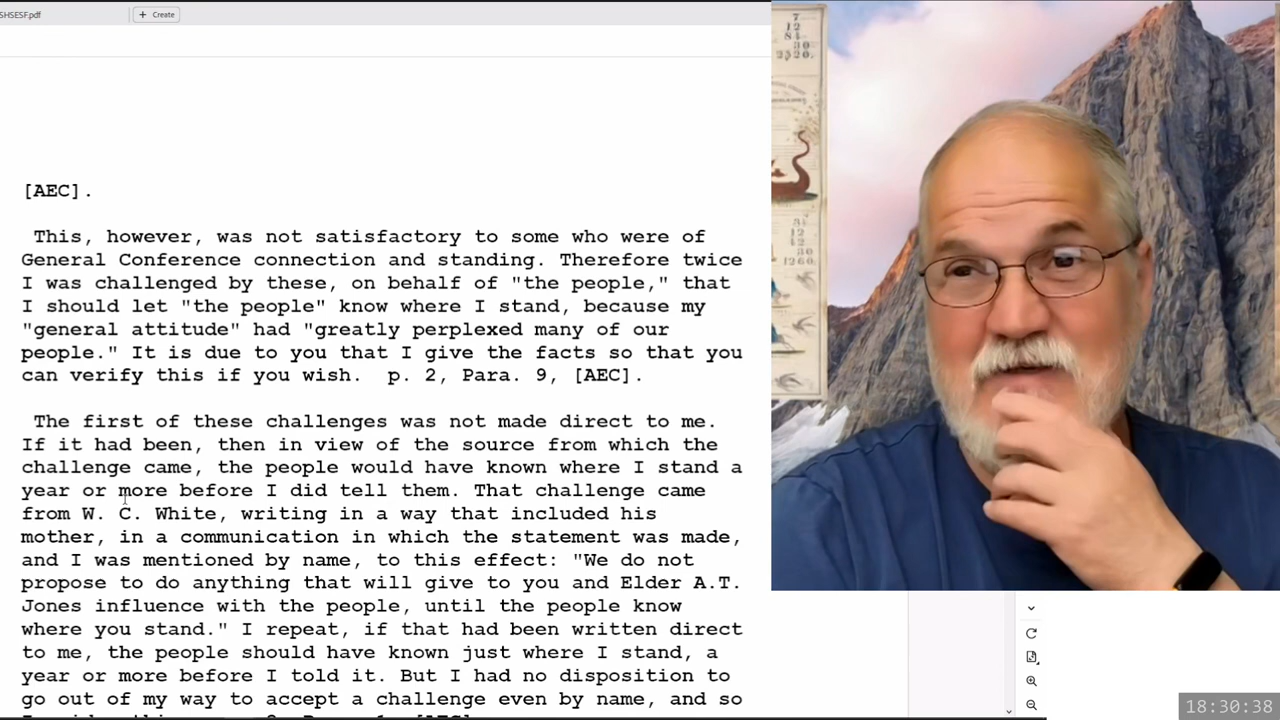 SHSESF.pdf
+ Create
[AEC].
This, however, was not satisfactory to some who were of
General Conference connection and standing. Therefore twice
I was challenged by these, on behalf of "the people," that
I should let "the people" know where I stand, because my
"general attitude" had "greatly perplexed many of our
people." It is due to you that I give the facts so that you
can verify this if you wish.  p. 2, Para. 9, [AEC].
The first of these challenges was not made direct to me.
If it had been, then in view of the source from which the
challenge came, the people would have known where I stand a
year or more before I did tell them. That challenge came
from W. C. White, writing in a way that included his
mother, in a communication in which the statement was made,
and I was mentioned by name, to this effect: "We do not
propose to do anything that will give to you and Elder A.T.
Jones influence with the people, until the people know
where you stand." I repeat, if that had been written direct
to me, the people should have known just where I stand, a
year or more before I told it. But I had no disposition to
go out of my way to accept a challenge even by name, and so
7
12
84
30
2520.
12
30
1260.
18:30:38